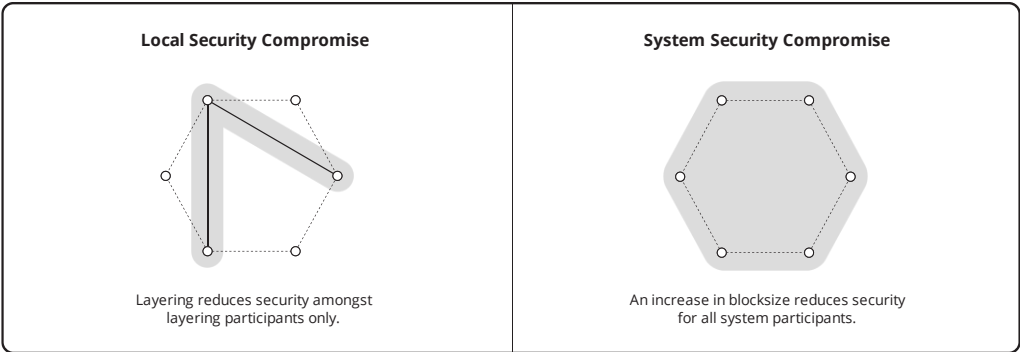 Local Security Compromise
Layering reduces security amongst
layering participants only.
System Security Compromise
An increase in blocksize reduces security
for all system participants.